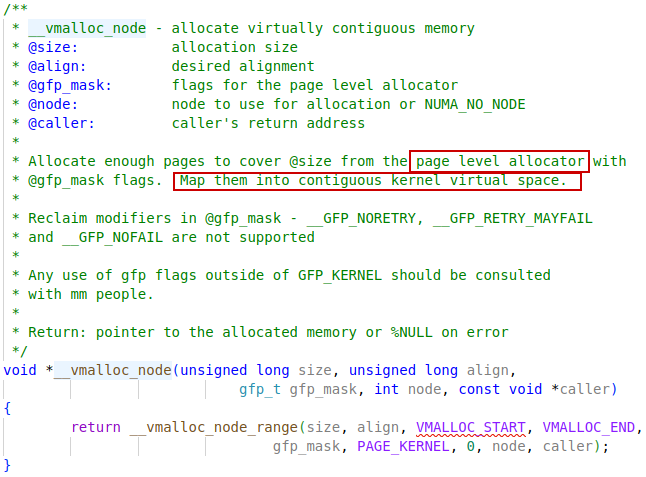 /**
 * __vmalloc_node - allocate virtually contiguous memory
 * @size:           allocation size
 * @align:          desired alignment
 * @gfp_mask:       flags for the page level allocator
 * @node:           node to use for allocation or NUMA_NO_NODE
 * @caller:         caller's return address
 *
 * Allocate enough pages to cover @size from the page level allocator with
 * @gfp_mask flags.  Map them into contiguous kernel virtual space.
 *
 * Reclaim modifiers in @gfp_mask - __GFP_NORETRY, __GFP_RETRY_MAYFAIL
 * and __GFP_NOFAIL are not supported
 *
 * Any use of gfp flags outside of GFP_KERNEL should be consulted
 * with mm people.
 *
 * Return: pointer to the allocated memory or %NULL on error
 */
void *__vmalloc_node(unsigned long size, unsigned long align,
                            gfp_t gfp_mask, int node, const void *caller)
{
        return __vmalloc_node_range(size, align, VMALLOC_START, VMALLOC_END,
                                gfp_mask, PAGE_KERNEL, 0, node, caller);
}